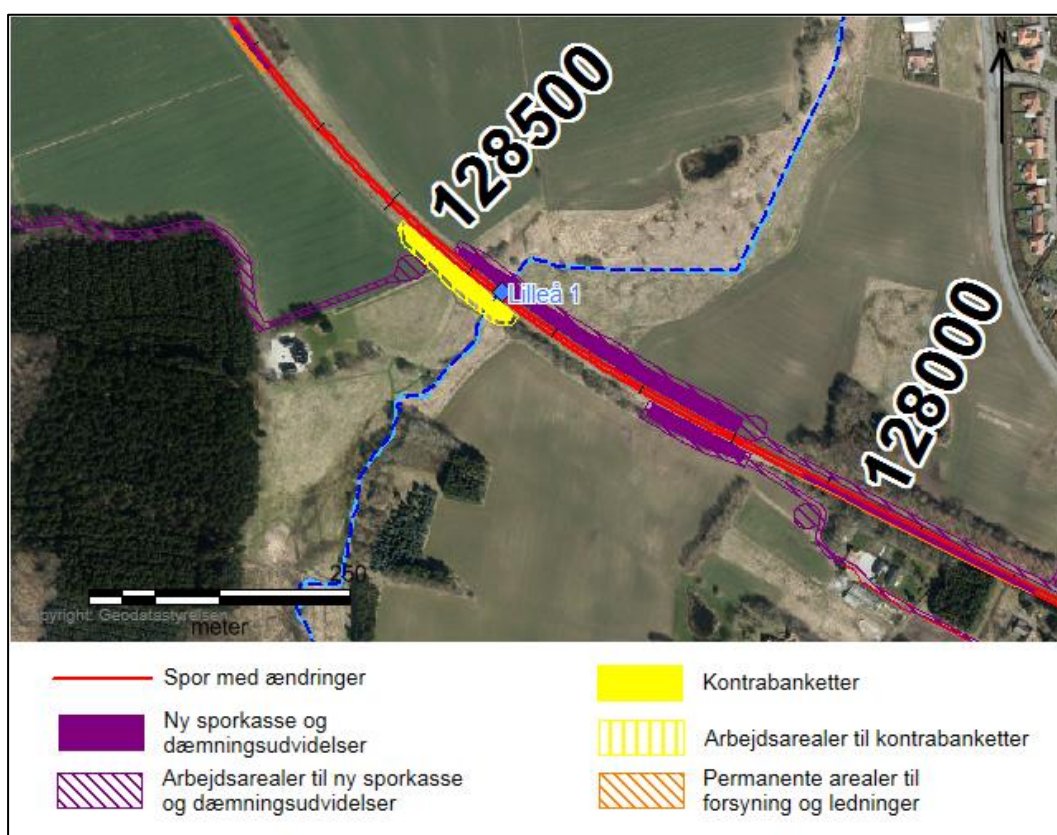 N
128500
Lilleå 1
128000
250
Copyright: Geodatastyrelsen
meter
Spor med ændringer
Ny sporkasse og
dæmningsudvidelser
Arbejdsarealer til ny sporkasse
og dæmningsudvidelser
Kontrabanketter
Arbejdsarealer til kontrabanketter
Permanente arealer til
forsyning og ledninger